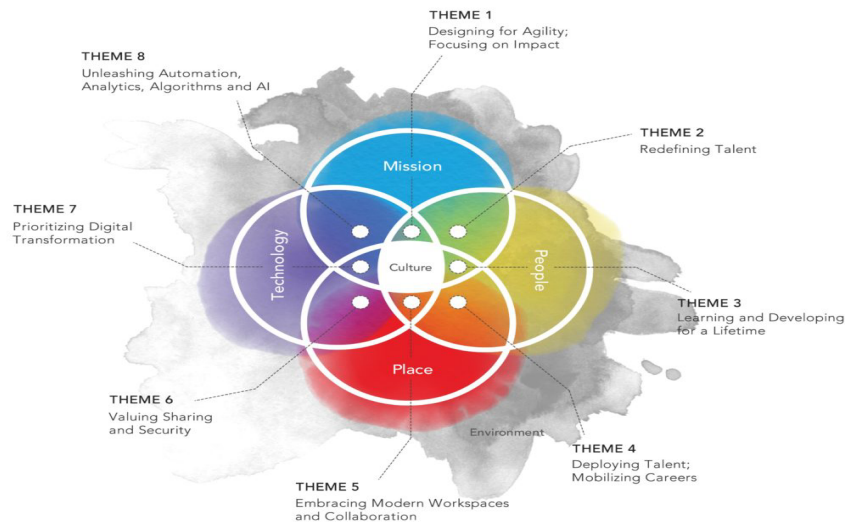 THEME 1
Designing for Agility;
Focusing on Impact
THEME 8
Unleashing Automation,
Analytics, Algorithms and AI
THEME 2
Redefining Talent
Mission
THEME 7
Prioritizing Digital
Transformation
Technology
Culture
People
THEME 3
Learning and Developing
for a Lifetime
Place
THEME 6
Valuing Sharing
and Security
Environment
THEME 4
Deploying Talent;
Mobilizing Careers
THEME 5
Embracing Modern Workspaces
and Collaboration